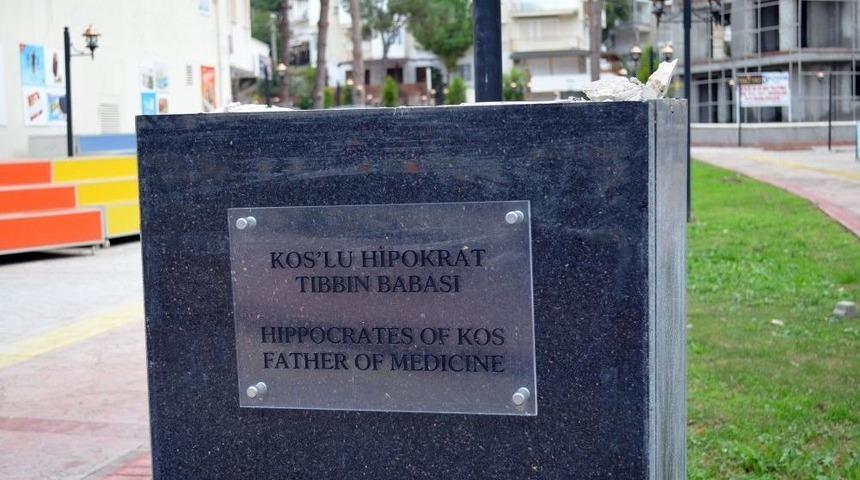 KOS'LU HİPOKRAT
TIBBIN BABASI
HIPPOCRATES OF KOS
FATHER OF MEDICINE